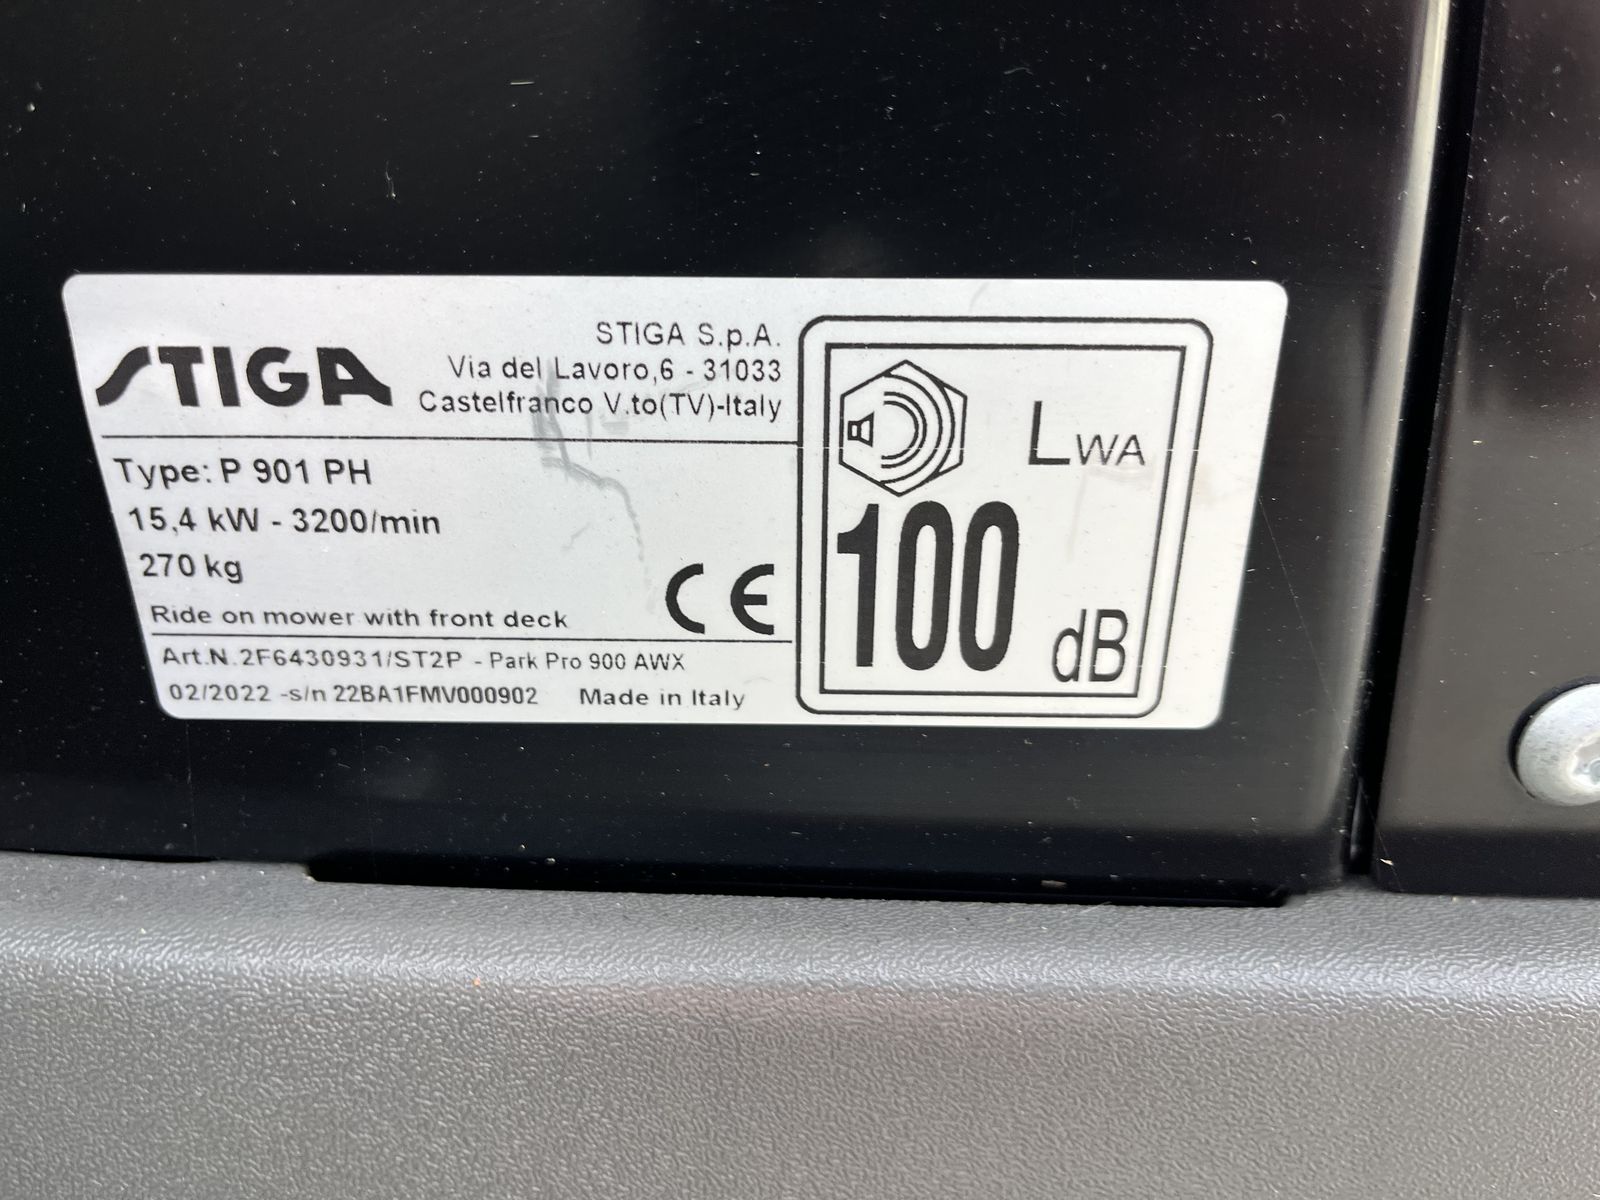 STIGA
STIGA S.p.A.
Via del Lavoro,6 - 31033
Castelfranco V.to(TV)-Italy
Type: P 901 PH
15,4 kW - 3200/min
270 kg
Ride on mower with front deck
CE
Art.N.2F6430931/ST2P - Park Pro 900 AWX
02/2022 -s/n 22BA1FMV000902 Made in Italy
LWA
100
dB